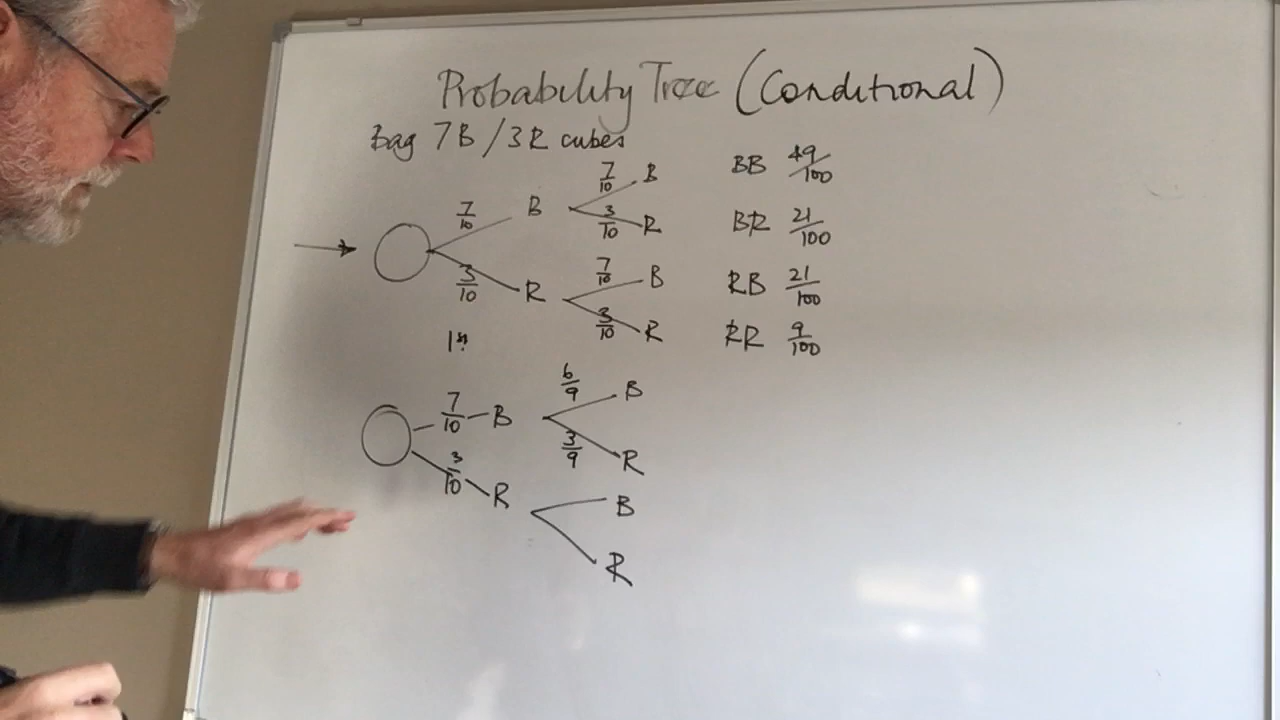 Probability Tree (Conditional)
Bag 7B/3R cubes
7/10 B 7/10 B BB 49/100
3/10 R BR 21/100
3/10 R 7/10 B RB 21/100
3/10 R RR 9/100
1st
7/10 B 6/9 B
3/9 R
3/10 R B
R